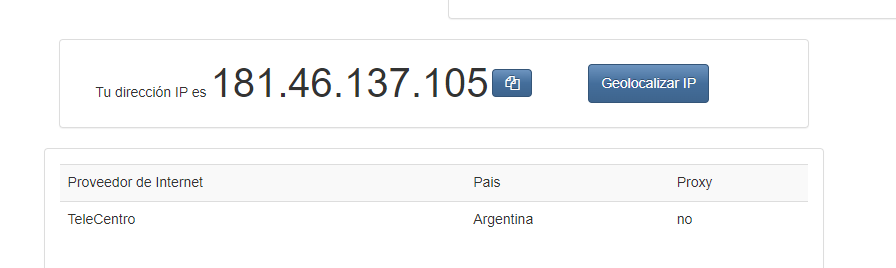 Tu dirección IP es 181.46.137.105 Geolocalizar IP
Proveedor de Internet Pais Proxy
TeleCentro Argentina no